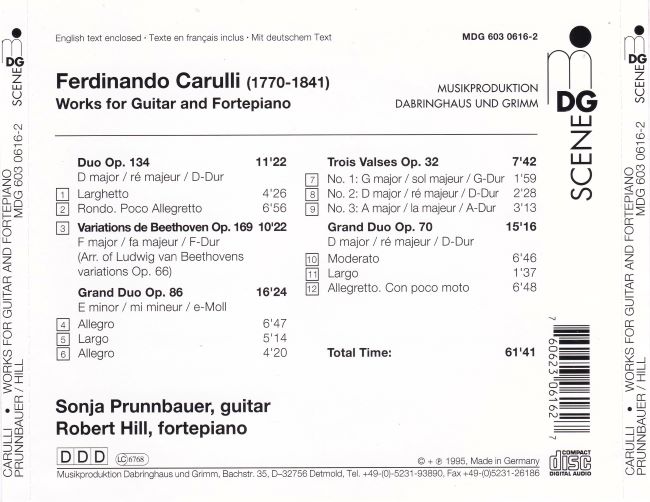 English text enclosed · Texte en français inclus · Mit deutschem Text
MDG 603 0616-2
Ferdinando Carulli (1770-1841)
Works for Guitar and Fortepiano
MUSIKPRODUKTION
DABRINGHAUS UND GRIMM
mDG
SCENE
Duo Op. 134 11'22
D major / ré majeur / D-Dur
1 Larghetto 4'26
2 Rondo. Poco Allegretto 6'56
3 Variations de Beethoven Op. 169 10'22
F major / fa majeur / F-Dur
(Arr. of Ludwig van Beethovens
variations Op. 66)
Grand Duo Op. 86 16'24
E minor / mi mineur / e-Moll
4 Allegro 6'47
5 Largo 5'14
6 Allegro 4'20
Trois Valses Op. 32 7'42
7 No. 1: G major / sol majeur / G-Dur 1'59
8 No. 2: D major / ré majeur / D-Dur 2'28
9 No. 3: A major / la majeur / A-Dur 3'13
Grand Duo Op. 70 15'16
D major / ré majeur / D-Dur
10 Moderato 6'46
11 Largo 1'37
12 Allegretto. Con poco moto 6'48
Total Time: 61'41
Sonja Prunnbauer, guitar
Robert Hill, fortepiano
DDD LC 6768
© + ℗ 1995, Made in Germany
Musikproduktion Dabringhaus und Grimm, Bachstr. 35, D–32756 Detmold, Tel. +49-(0)-5231-93890, Fax +49-(0)5231-26186
7 60623 06162 7
COMPACT
disc
DIGITAL AUDIO
CARULLI • WORKS FOR GUITAR AND FORTEPIANO
PRUNNBAUER / HILL MDG 603 0616-2 SCENE mDG
CARULLI • WORKS FOR GUITAR AND FORTEPIANO
PRUNNBAUER / HILL MDG 603 0616-2 SCENE mDG